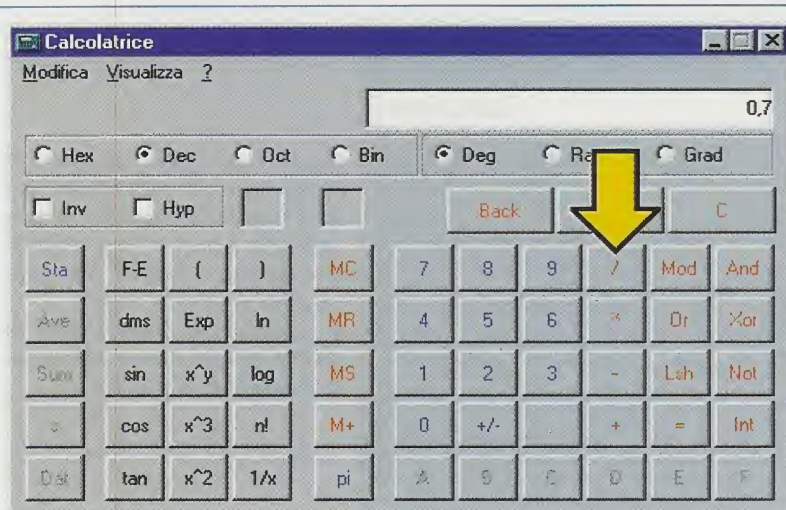 Calcolatrice
Modifica Visualizza ?
0,7
Hex Dec Oct Bin Deg Grad
Inv Hyp Back C
Sta F-E ( ) MC 7 8 9 / Mod And
Ave dms Exp ln MR 4 5 6 * Or Xor
Sum sin x^y log MS 1 2 3 - Lsh Not
s cos x^3 n! M+ 0 +/- . + = Int
Dat tan x^2 1/x pi A B C D E F